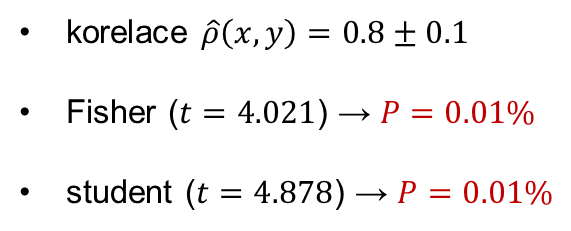 • korelace ρ̂(x, y) = 0.8 ± 0.1
• Fisher (t = 4.021) → P = 0.01%
• student (t = 4.878) → P = 0.01%